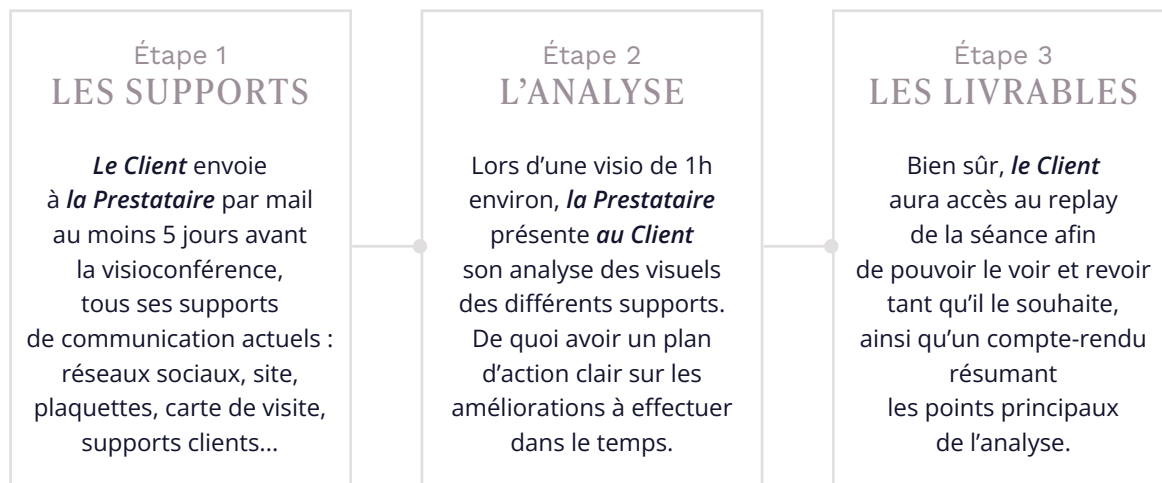 Étape 1
LES SUPPORTS
Le Client envoie
à la Prestataire par mail
au moins 5 jours avant
la visioconférence,
tous ses supports
de communication actuels :
réseaux sociaux, site,
plaquettes, carte de visite,
supports clients...
Étape 2
L’ANALYSE
Lors d’une visio de 1h
environ, la Prestataire
présente au Client
son analyse des visuels
des différents supports.
De quoi avoir un plan
d’action clair sur les
améliorations à effectuer
dans le temps.
Étape 3
LES LIVRABLES
Bien sûr, le Client
aura accès au replay
de la séance afin
de pouvoir le voir et revoir
tant qu’il le souhaite,
ainsi qu’un compte-rendu
résumant
les points principaux
de l’analyse.